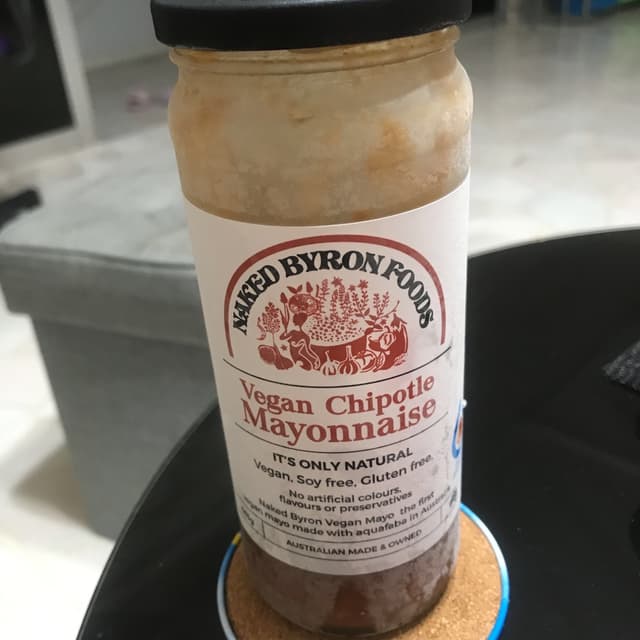 NAKED BYRON FOODS
Vegan Chipotle
Mayonnaise
IT'S ONLY NATURAL
Vegan, Soy free, Gluten free.
No artificial colours,
flavours or preservatives
Naked Byron Vegan Mayo the first
vegan mayo made with aquafaba in Australia
AUSTRALIAN MADE & OWNED